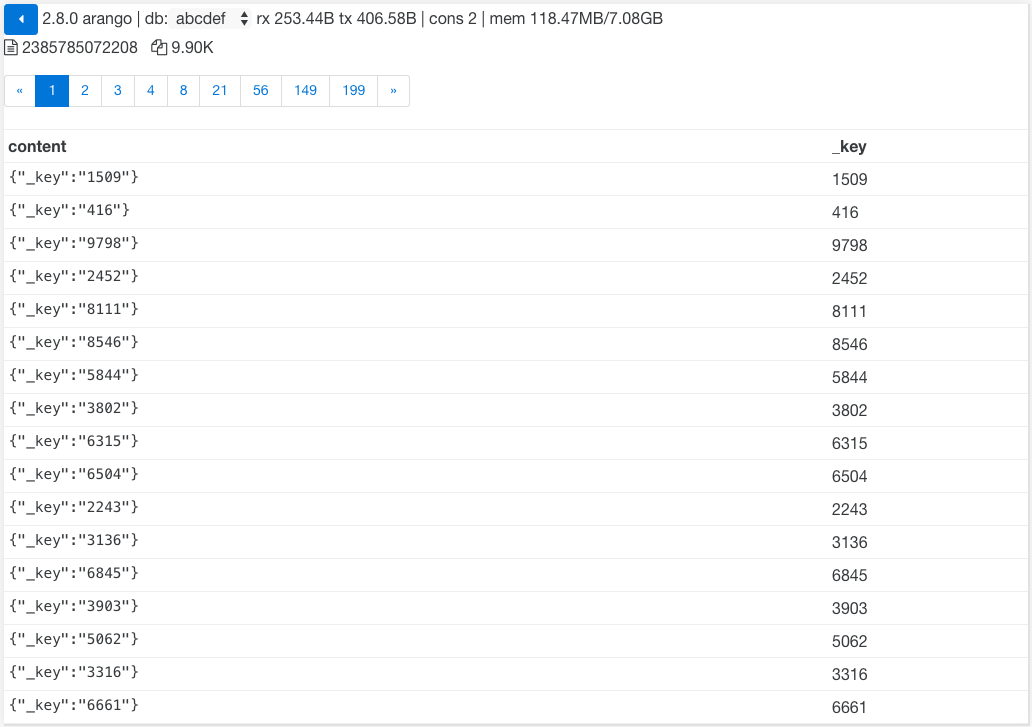 2.8.0 arango | db: abcdef rx 253.44B tx 406.58B | cons 2 | mem 118.47MB/7.08GB
2385785072208 9.90K
« 1 2 3 4 8 21 56 149 199 »
content _key
{"_key":"1509"} 1509
{"_key":"416"} 416
{"_key":"9798"} 9798
{"_key":"2452"} 2452
{"_key":"8111"} 8111
{"_key":"8546"} 8546
{"_key":"5844"} 5844
{"_key":"3802"} 3802
{"_key":"6315"} 6315
{"_key":"6504"} 6504
{"_key":"2243"} 2243
{"_key":"3136"} 3136
{"_key":"6845"} 6845
{"_key":"3903"} 3903
{"_key":"5062"} 5062
{"_key":"3316"} 3316
{"_key":"6661"} 6661